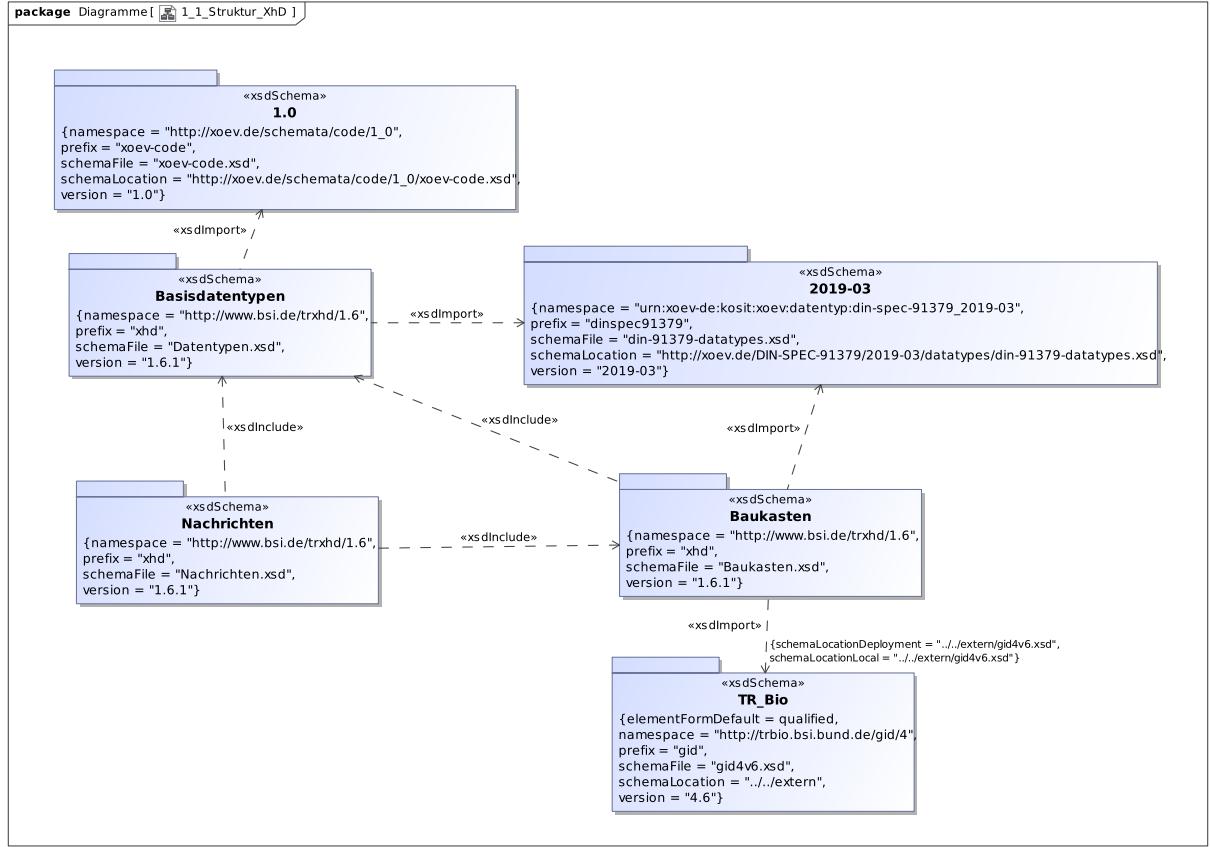 package Diagramme[ 1_1_Struktur_XhD ]
«xsdSchema»
1.0
{namespace = "http://xoev.de/schemata/code/1_0",
prefix = "xoev-code",
schemaFile = "xoev-code.xsd",
schemaLocation = "http://xoev.de/schemata/code/1_0/xoev-code.xsd",
version = "1.0"}
«xsdImport»
«xsdSchema»
Basisdatentypen
{namespace = "http://www.bsi.de/trxhd/1.6",
prefix = "xhd",
schemaFile = "Datentypen.xsd",
version = "1.6.1"}
«xsdImport»
«xsdSchema»
2019-03
{namespace = "urn:xoev-de:kosit:xoev:datentyp:din-spec-91379_2019-03",
prefix = "dinspec91379",
schemaFile = "din-91379-datatypes.xsd",
schemaLocation = "http://xoev.de/DIN-SPEC-91379/2019-03/datatypes/din-91379-datatypes.xsd",
version = "2019-03"}
«xsdInclude»
«xsdInclude»
«xsdImport»
«xsdSchema»
Nachrichten
{namespace = "http://www.bsi.de/trxhd/1.6",
prefix = "xhd",
schemaFile = "Nachrichten.xsd",
version = "1.6.1"}
«xsdInclude»
«xsdSchema»
Baukasten
{namespace = "http://www.bsi.de/trxhd/1.6",
prefix = "xhd",
schemaFile = "Baukasten.xsd",
version = "1.6.1"}
«xsdImport»
{schemaLocationDeployment = "../../extern/gid4v6.xsd",
schemaLocationLocal = "../../extern/gid4v6.xsd"}
«xsdSchema»
TR_Bio
{elementFormDefault = qualified,
namespace = "http://trbio.bsi.bund.de/gid/4",
prefix = "gid",
schemaFile = "gid4v6.xsd",
schemaLocation = "../../extern",
version = "4.6"}